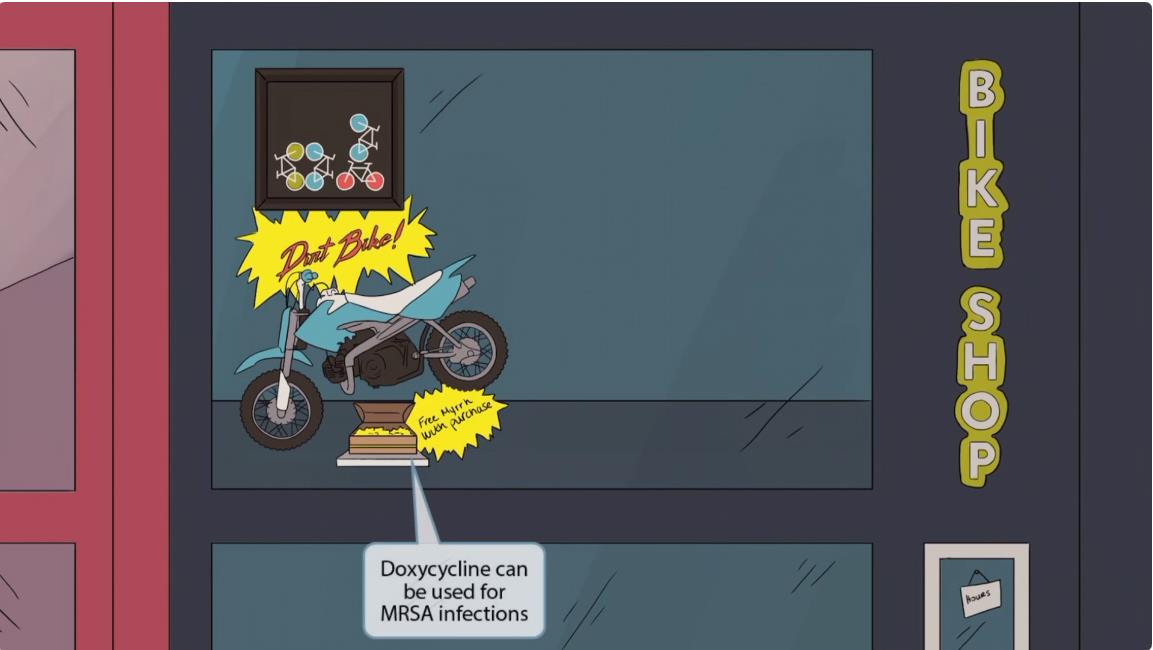 Dirt Bike!
Free Myrrh
with purchase
Doxycycline can
be used for
MRSA infections
BIKE SHOP
Hours